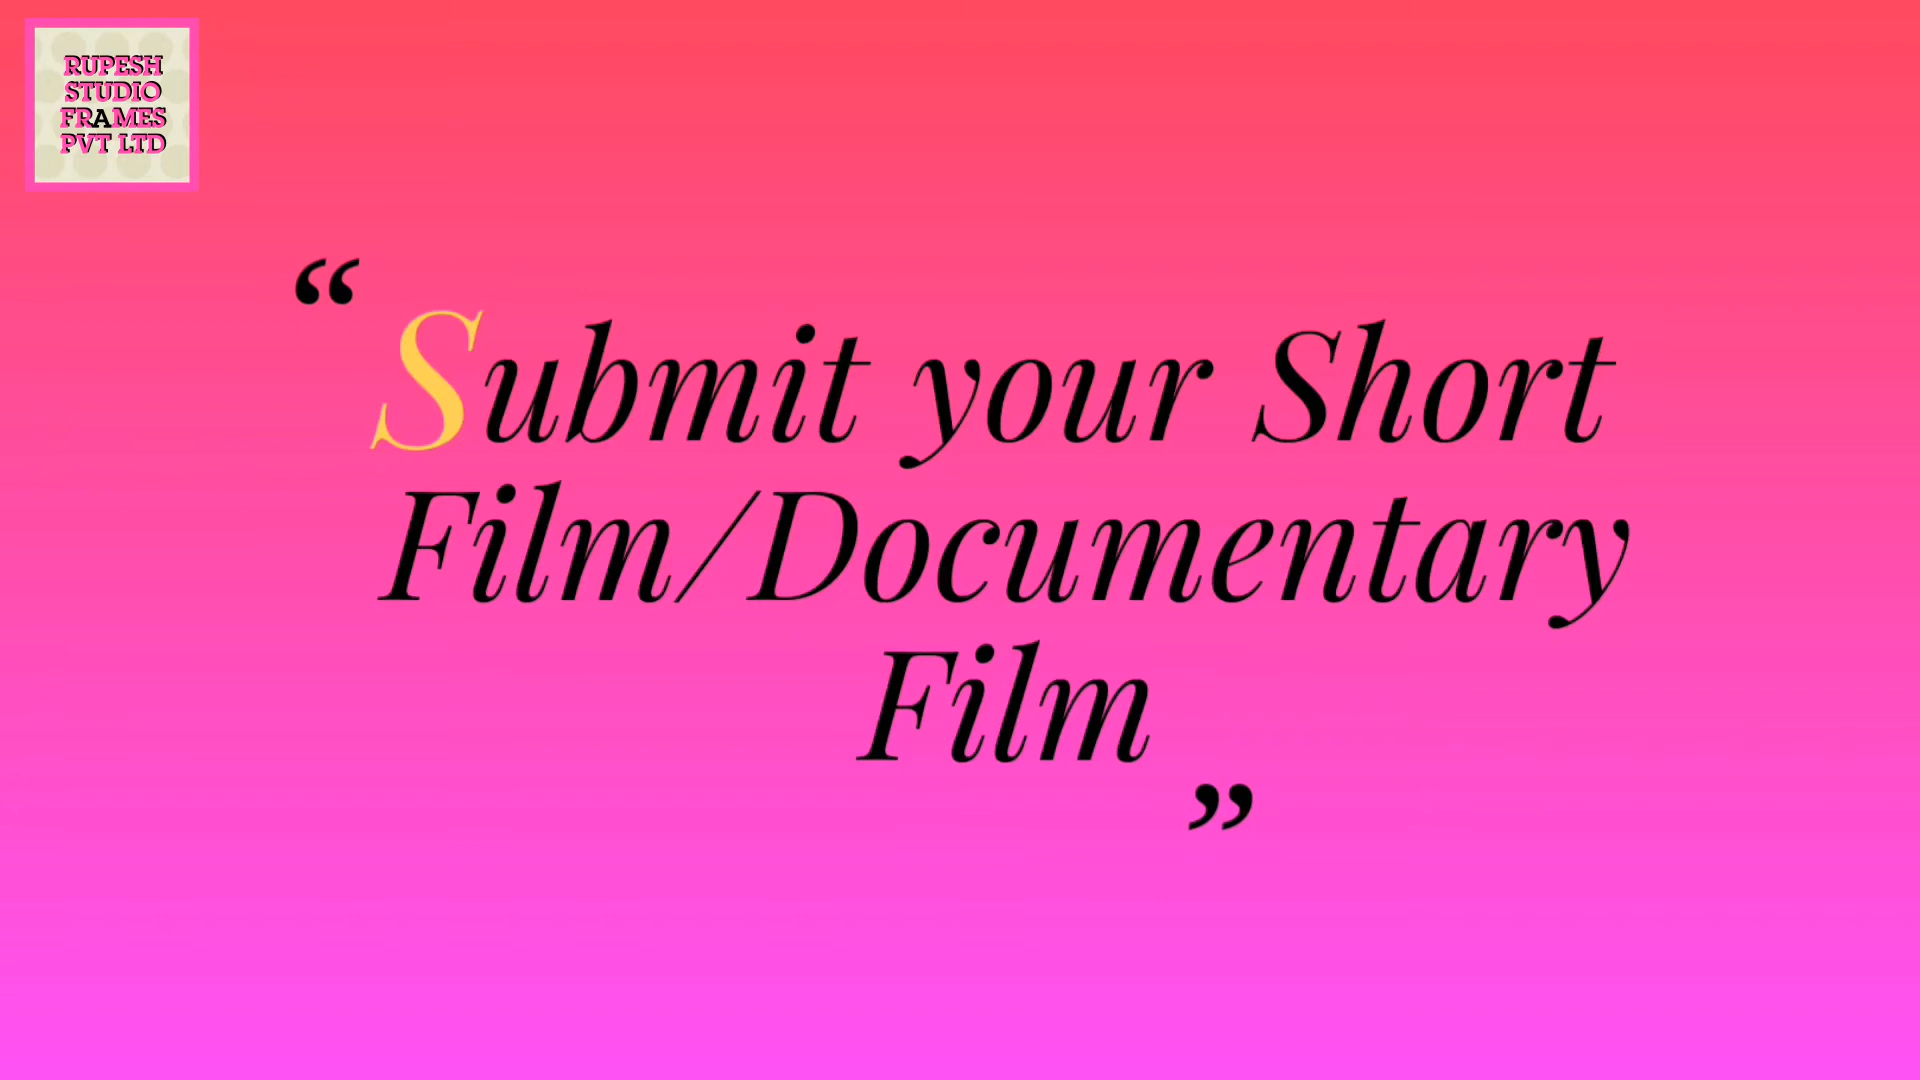 RUPESH
STUDIO
FRAMES
PVT LTD
“Submit your Short
Film/Documentary
Film”